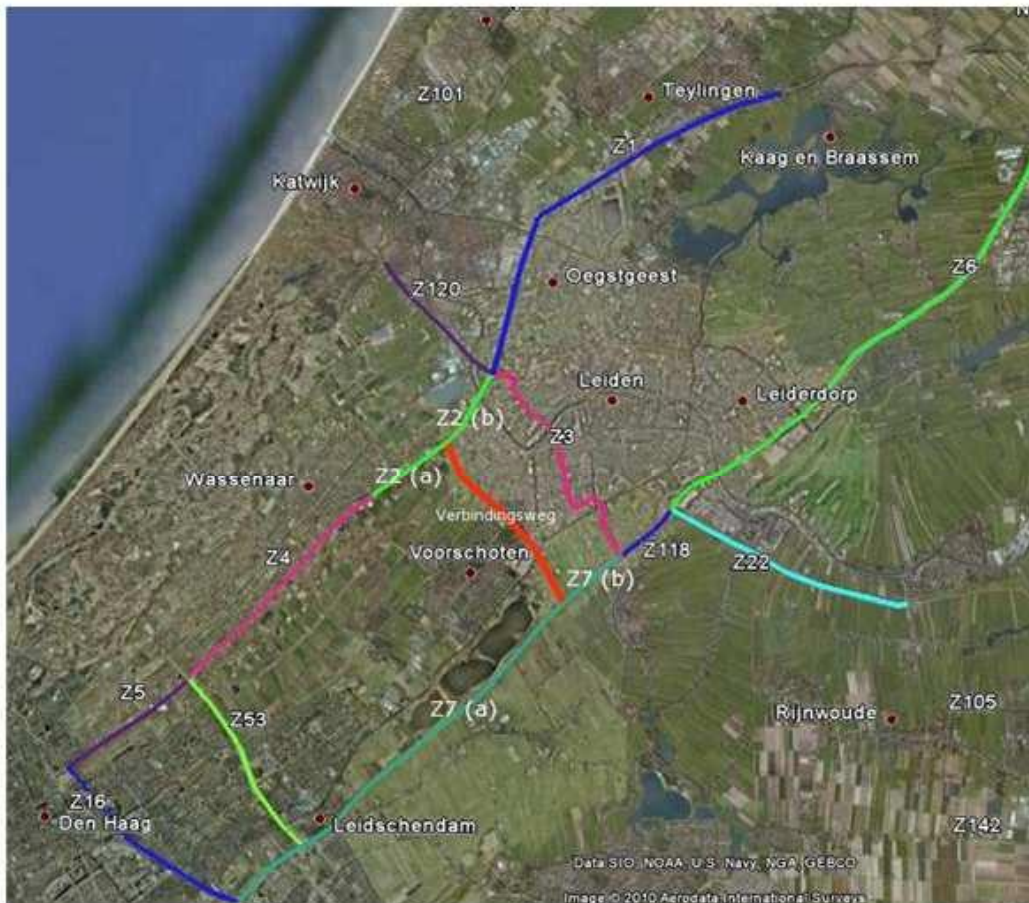 N
Z101
Teylingen
Z1
Kaag en Braassem
Katwijk
Z120
Oegstgeest
Z6
Leiden
Leiderdorp
Z2 (b)
Z3
Z2 (a)
Wassenaar
Verbindingsweg
Z4
Voorschoten
Z118
Z22
Z7 (b)
Z5
Z53
Z7 (a)
Rijnwoude
Z105
Z16
Den Haag
Leidschendam
Z142
Data SIO, NOAA, U.S. Navy, NGA, GEBCO
Image © 2010 Aerodata International Surveys